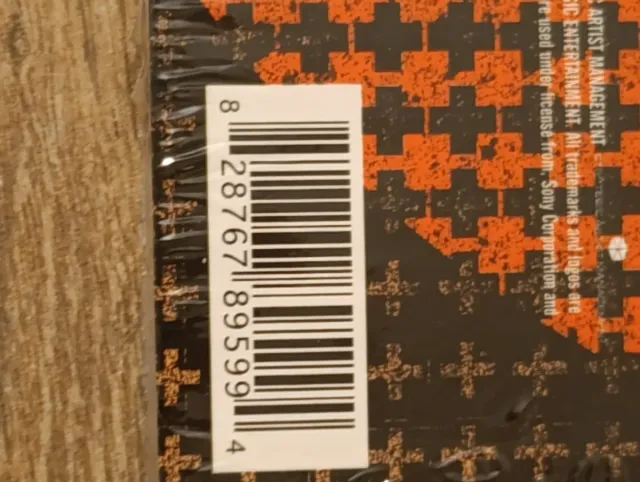 ARTIST MANAGEMENT
IC ENTERTAINMENT. All trademarks and logos are
re used under license from, Sony Corporation and
8 28767 89599 4